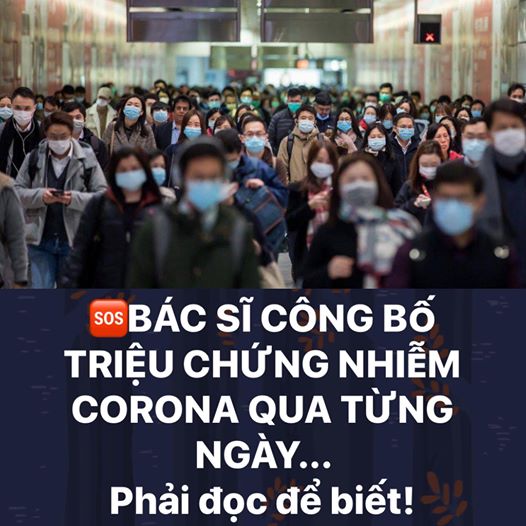 🆘BÁC SĨ CÔNG BỐ
TRIỆU CHỨNG NHIỄM
CORONA QUA TỪNG
NGÀY...
Phải đọc để biết!